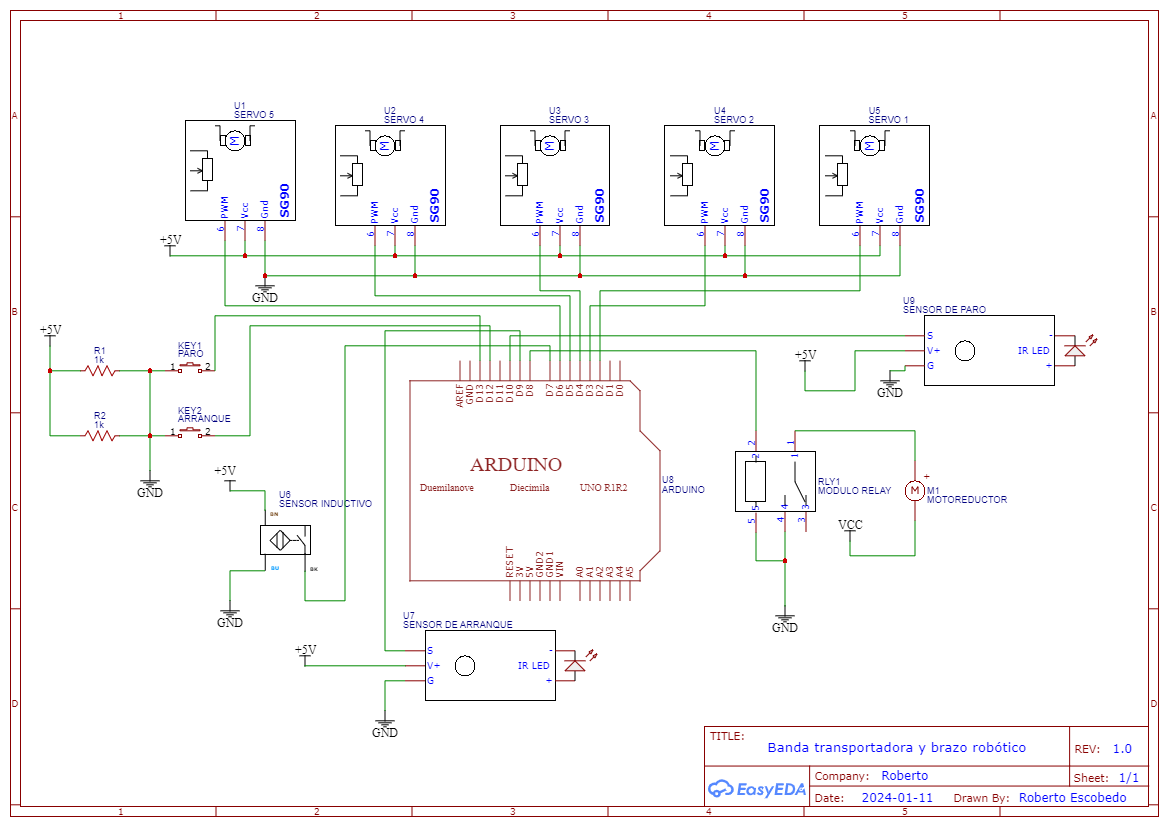 1 2 3 4 5
A A
B B
C C
D D
U1
SERVO 5
U2
SERVO 4
U3
SERVO 3
U4
SERVO 2
U5
SERVO 1
M
PWM
Vcc
Gnd
SG90
6 7 8
M
PWM
Vcc
Gnd
SG90
6 7 8
M
PWM
Vcc
Gnd
SG90
6 7 8
M
PWM
Vcc
Gnd
SG90
6 7 8
M
PWM
Vcc
Gnd
SG90
6 7 8
+5V
GND
U9
SENSOR DE PARO
S
V+
G
IR LED
-
+
+5V
GND
+5V
R1
1k
KEY1
PARO
1 2
R2
1k
KEY2
ARRANQUE
1 2
GND
AREF
GND
D13
D12
D11
D10
D9
D8
D7
D6
D5
D4
D3
D2
D1
D0
ARDUINO
Duemilanove Diecimila UNO R1R2
U8
ARDUINO
RESET
3V
5V
GND2
GND1
VIN
A0
A1
A2
A3
A4
A5
+5V
U6
SENSOR INDUCTIVO
BN
BU
BK
GND
2 1
2 1
5 4 3
5 4 3
RLY1
MODULO RELAY
M
+
M1
MOTOREDUCTOR
VCC
GND
U7
SENSOR DE ARRANQUE
S
V+
G
IR LED
-
+
+5V
GND
TITLE:
Banda transportadora y brazo robótico
REV: 1.0
EasyEDA
Company: Roberto
Sheet: 1/1
Date: 2024-01-11 Drawn By: Roberto Escobedo
1 2 3 4 5